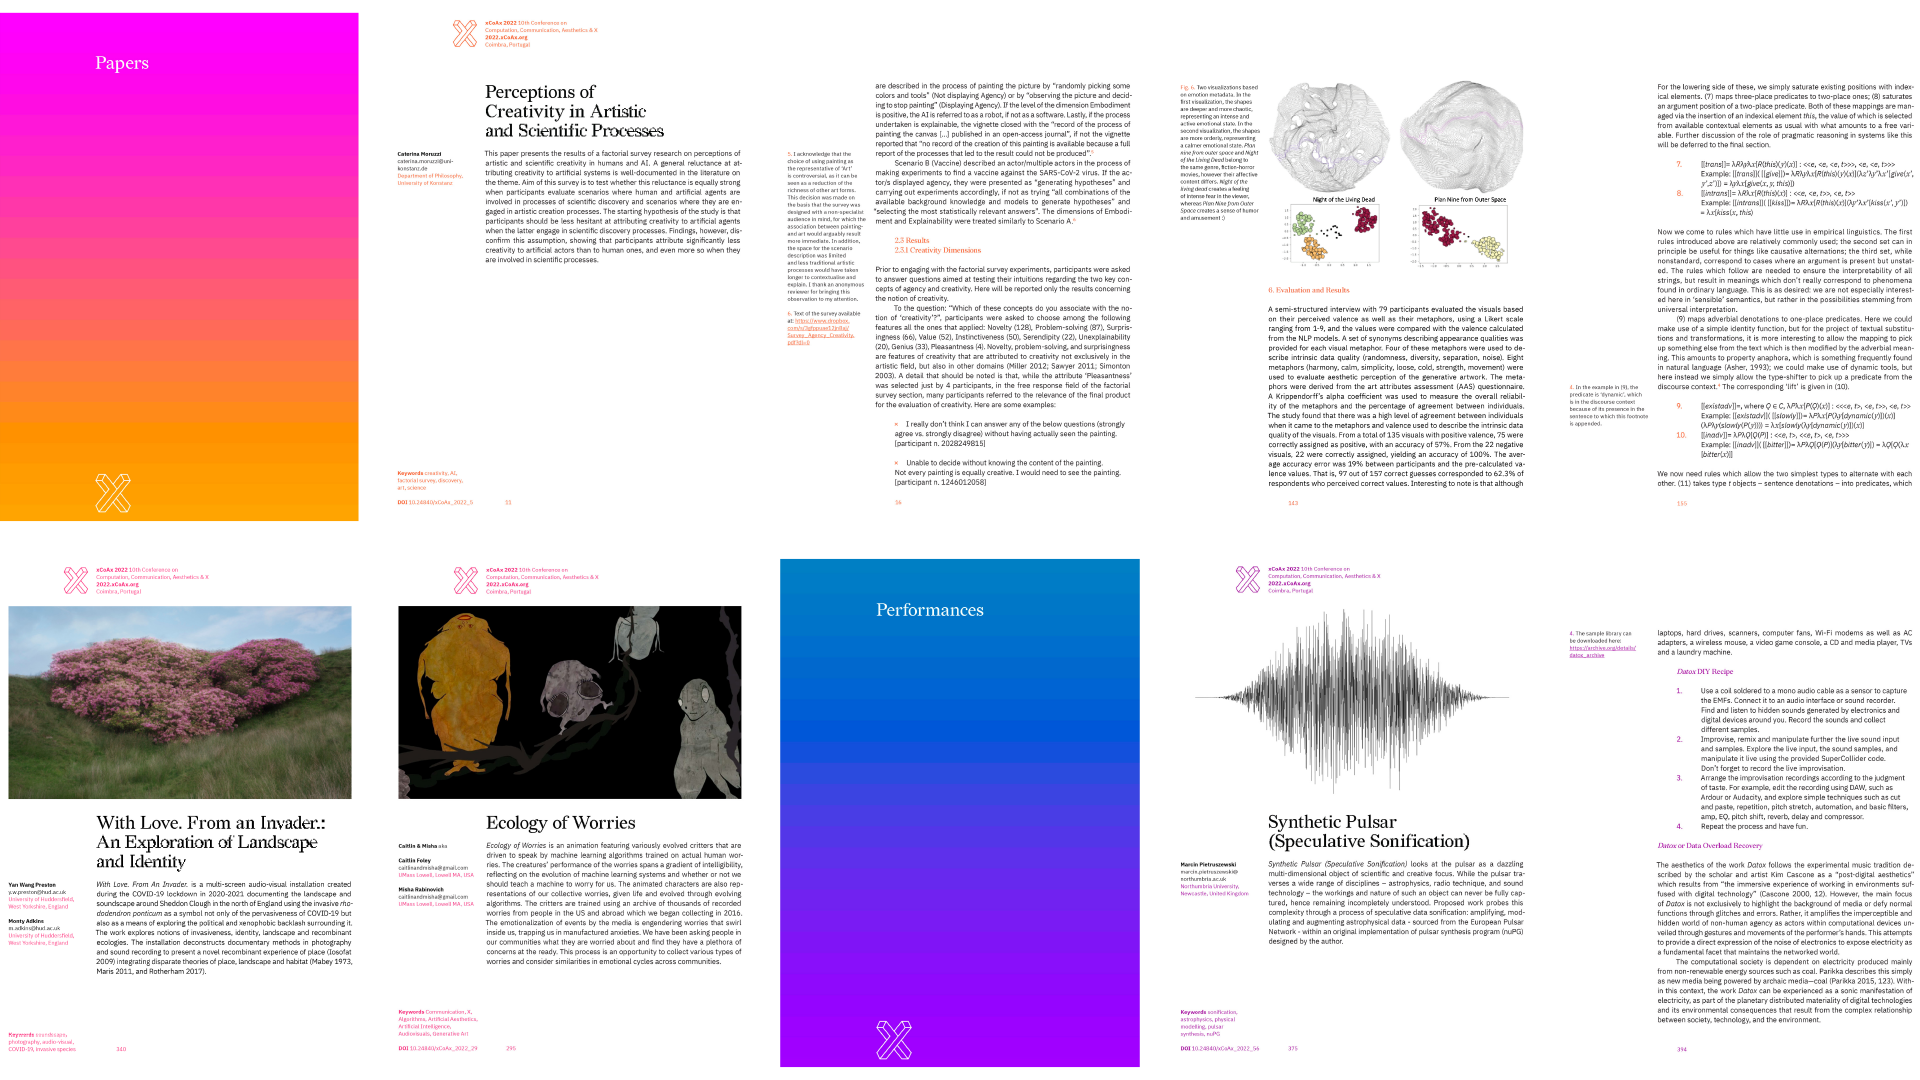 Papers
xCoAx 2022 10th Conference on
Computation, Communication, Aesthetics & X
2022.xCoAx.org
Coimbra, Portugal
Perceptions of
Creativity in Artistic
and Scientific Processes
Caterina Moruzzi
caterina.moruzzi@uni-
konstanz.de
Department of Philosophy,
University of Konstanz
This paper presents the results of a factorial survey research on perceptions of
artistic and scientific creativity in humans and AI. A general reluctance at at-
tributing creativity to artificial agents is well-documented in the literature on
the theme. Aim of this survey is to test whether this reluctance is equally strong
when participants evaluate scenarios where human and artificial agents are
involved in processes of scientific discovery and scenarios where they are en-
gaged in artistic creation processes. The starting hypothesis of the study is that
participants should be less hesitant at attributing creativity to artificial agents
when the latter engage in scientific discovery processes. Findings, however, dis-
confirm this assumption, showing that participants attribute significantly less
creativity to artificial actors than to human ones, and even more so when they
are involved in scientific processes.
Keywords creativity, AI,
factorial survey, discovery,
art, science
DOI 10.24840/xCoAx_2022_5
51
are described in the process of painting the picture by “randomly picking some
colors and tools” (Not displaying Agency) or by “observing the picture and decid-
ing to stop painting” (Displaying Agency). If the level of the dimension Embodiment
is positive, the AI is referred to as a robot, if not as a software. Lastly, if the process
undertaken is explainable, the vignette closed with the “record of the process of
painting the canvas [...] published in an open-access journal”, if not the vignette
reported that “no record of the creation of this painting is available because a full
report of the processes that led to the result could not be produced”.5
Scenario B (Vaccine) described an actor/multiple actors in the process of
making experiments to find a vaccine against the SARS-CoV-2 virus. If the ac-
tor/s displayed agency, they were presented as “generating hypotheses” and
carrying out experiments accordingly, if not as trying “all combinations of the
available background knowledge and models to generate hypotheses” and
“selecting the most statistically relevant answers”. The dimensions of Embodi-
ment and Explainability were treated similarly to Scenario A.6
5. I acknowledge that the
choice of using painting as
the representative of ‘Art’
is controversial, as it can be
seen as a reduction of the
richness of other art forms.
This decision was made on
the basis that the survey was
designed with a non-specialist
audience in mind, for which the
association between painting
and art would arguably result
more immediate. In addition,
the space for the scenario
description was limited
and less traditional artistic
processes would have taken
longer to contextualise and
explain. I thank an anonymous
reviewer for bringing this
observation to my attention.
6. Text of the survey available
at: https://www.dropbox.
Survey_Agency_Creativity.
pdf?dl=0
2.3 Results
2.3.1 Creativity Dimensions
Prior to engaging with the factorial survey experiments, participants were asked
to answer questions aimed at testing their intuitions regarding the two key con-
cepts of agency and creativity. Here will be reported only the results concerning
the notion of creativity.
To the question: “Which of these concepts do you associate with the no-
tion of ‘creativity’?”, participants were asked to choose among the following
features all the ones that applied: Novelty (128), Problem-solving (87), Surpris-
ingness (66), Value (52), Instinctiveness (50), Serendipity (22), Unexplainability
(20), Genius (33), Pleasantness (4). Novelty, problem-solving, and surprisingness
are features of creativity that are attributed to creativity not exclusively in the
artistic field, but also in other domains (Miller 2012; Sawyer 2011; Simonton
2003). A detail that should be noted is that, while the attribute ‘Pleasantness’
was selected just by 4 participants, in the free response field of the factorial
survey section, many participants referred to the relevance of the final product
for the evaluation of creativity. Here are some examples:
× I really don’t think I can answer any of the below questions (strongly
agree vs. strongly disagree) without having actually seen the painting.
[participant n. 2028249815]
× Unable to decide without knowing the content of the painting.
Not every painting is equally creative. I would need to see the painting.
[participant n. 1246012058]
56
Fig. 6. Two visualizations based
on emotion metadata. In the
first visualization, the shapes
are deeper and more chaotic,
representing an intense and
active emotional state. In the
second visualization, the shapes
are more orderly, representing
a calmer emotional state. Plan
nine from outer space and Night
of the Living Dead belong to
the same genre, fiction-horror
movies, however their affective
content differs. Night of the
living dead creates a feeling
of intense fear in the viewer,
whereas Plan Nine from Outer
Space creates a sense of humor
and amusement :)
Night of the Living Dead
Plan Nine from Outer Space
6. Evaluation and Results
A semi-structured interview with 79 participants evaluated the visuals based
on their perceived valence as well as their metaphors, using a Likert scale
ranging from 1-9, and the values were compared with the valence calculated
from the NLP models. A set of synonyms describing appearance qualities was
provided for each visual metaphor. Four of these metaphors were used to de-
scribe intrinsic data quality (randomness, diversity, separation, noise). Eight
metaphors (harmony, calm, simplicity, loose, cold, strength, movement) were
used to evaluate aesthetic perception of the generative artwork. The meta-
phors were derived from the art attributes assessment (AAS) questionnaire.
A Krippendorf’s alpha coefficient was used to measure the overall reliabil-
ity of the metaphors and the percentage of agreement between individuals.
The study found that there was a high level of agreement between individuals
when it came to the metaphors and valence used to describe the intrinsic data
quality of the visuals. From a total of 135 visuals with positive valence, 75 were
correctly assigned as positive, with an accuracy of 57%. From the 22 negative
visuals, 22 were correctly assigned, yielding an accuracy of 100%. The aver-
age accuracy error was 19% between participants and the pre-calculated va-
lence values. That is, 97 out of 157 correct guesses corresponded to 62.3% of
respondents who perceived correct values. Interesting to note is that although
143
For the lowering side of these, we simply saturate existing positions with index-
ical elements. (7) maps three-place predicates to two-place ones; (8) saturates
an argument position of a two-place predicate. Both of these mappings are man-
aged via the insertion of an indexical element this, the value of which is selected
from available contextual elements as usual with what amounts to a free vari-
able. Further discussion of the role of pragmatic reasoning in systems like this
will be deferred to the final section.
7. [[trans]]= λRλyλx[R(this)(y)(x)] : <<e, <e, <e, t>>>, <e, <e, t>>>
Example: [[trans]]( [[give]])= λRλyλx[R(this)(y)(x)](λz’λy’λx’[give(x’,
y’,z’)]) = λyλx[give(x, y, this)])
8. [[intrans]]= λRλx[R(this)(x)] : <<e, <e, t>>, <e, t>>
Example: [[intrans]]( [[kiss]])= λRλx[R(this)(x)](λy’λx’[kiss(x’, y’)])
= λx[kiss(x, this)
Now we come to rules which have little use in empirical linguistics. The first
rules introduced above are relatively commonly used; the second set can in
principle be useful for things like causative alternations; the third set, while
nonstandard, correspond to cases where an argument is present but unstat-
ed. The rules which follow are needed to ensure the interpretability of all
strings, but result in meanings which don’t really correspond to phenomena
found in ordinary language. This is desired: we are not especially interest-
ed here in ‘sensible’ semantics, but rather in the possibilities stemming from
universal interpretation.
(9) maps adverbial denotations to one-place predicates. Here we could
make use of a simple identity function, but for the project of textual substitu-
tions and transformations, it is more interesting to allow the mapping to pick
up something else from the text which is then modified by the adverbial mean-
ing. This amounts to property anaphora, which is something frequently found
in natural language (Asher, 1993); we could make use of dynamic tools, but
here instead we simply allow the type-shifter to pick up a predicate from the
discourse context.4 The corresponding ‘lift’ is given in (10).
4. In the example in (9), the
predicate is ‘dynamic’, which
is in the discourse context
because of its presence in the
sentence to which this footnote
is appended.
9. [[existadv]]=, where Q ∈ C, λPλx[P(Q)(x)] : <<<e, t>, <e, t>>, <e, t>>
Example: [[existadv]]( [[slowly]])= λPλx[P(λy[dynamic(y)])(x)]
(λPλy[slowly(P(y))]) = λx[slowly(λy[dynamic(y)])(x)]
10. [[inadv]]= λPλQ[Q(P)] : <<e, t>, <<e, t>, <e, t>>>
Example: [[inadv]]( [[bitter]])= λPλQ[Q(P)](λy[bitter(y)]) = λQ[Q(λx
[bitter(x)]]
We now need rules which allow the two simplest types to alternate with each
other. (11) takes type t objects – sentence denotations – into predicates, which
155
xCoAx 2022 10th Conference on
Computation, Communication, Aesthetics & X
2022.xCoAx.org
Coimbra, Portugal
With Love. From an Invader.:
An Exploration of Landscape
and Identity
Yan Wang Preston
y.w.preston@hud.ac.uk
University of Huddersfield,
West Yorkshire, England
Monty Adkins
m.adkins@hud.ac.uk
University of Huddersfield,
West Yorkshire, England
With Love. From An Invader. is a multi-screen audio-visual installation created
during the COVID-19 lockdown in 2020-2021 documenting the landscape and
soundscape around Sheddon Clough in the north of England using the invasive rho-
dodendron ponticum as a symbol not only of the pervasiveness of COVID-19 but
also as a means of exploring the political and xenophobic backlash surrounding it.
The work explores notions of invasiveness, identity, landscape and recombinant
ecologies. The installation deconstructs documentary methods in photography
and sound recording to present a novel recombinant experience of place (Iosafat
2009) integrating disparate theories of place, landscape and habitat (Mabey 1973,
Maris 2011, and Rotherham 2017).
Keywords soundscape,
photography, audio-visual,
COVID-19, invasive species
340
xCoAx 2022 10th Conference on
Computation, Communication, Aesthetics & X
2022.xCoAx.org
Coimbra, Portugal
Ecology of Worries
Caitlin & Misha aka
Caitlin Foley
caitlinandmisha@gmail.com
UMass Lowell, Lowell MA, USA
Misha Rabinovich
caitlinandmisha@gmail.com
UMass Lowell, Lowell MA, USA
Ecology of Worries is an animation featuring variously evolved critters that are
driven to speak by machine learning algorithms trained on actual human wor-
ries. The creatures’ performance of the worries spans a gradient of intelligibility,
reflecting on the evolution of machine learning systems and whether or not we
should teach a machine to worry for us. The animated characters are also rep-
resentations of our collective worries, given life and evolved through evolving
algorithms. The critters are trained using an archive of thousands of recorded
worries from people in the US and abroad which we began collecting in 2016.
The emotionalization of events by the media is engendering worries that swirl
inside us, trapping us in manufactured anxieties. We have been asking people in
our communities what they are worried about and find they have a plethora of
concerns at the ready. This process is an opportunity to collect various types of
worries and consider similarities in emotional cycles across communities.
Keywords Communication, X,
Algorithms, Artificial Aesthetics,
Artificial Intelligence,
Audiovisuals, Generative Art
DOI 10.24840/xCoAx_2022_29
295
Performances
xCoAx 2022 10th Conference on
Computation, Communication, Aesthetics & X
2022.xCoAx.org
Coimbra, Portugal
Synthetic Pulsar
(Speculative Sonification)
Marcin Pietruszewski
marcin.pietruszewski@
northumbria.ac.uk
Northumbria University,
Newcastle, United Kingdom
Synthetic Pulsar (Speculative Sonification) looks at the pulsar as a dazzling
multi-dimensional object of scientific and creative focus. While the pulsar tra-
verses a wide range of disciplines – astrophysics, radio technique, and sound
technology – the workings and nature of such an object can never be fully cap-
tured, hence remaining incompletely understood. Proposed work probes this
complexity through a process of speculative data sonification: amplifying, mod-
ulating and augmenting astrophysical data - sourced from the European Pulsar
Network - within an original implementation of pulsar synthesis program (nuPG)
designed by the author.
Keywords sonification,
astrophysics, physical
modelling, pulsar
synthesis, nuPG
DOI 10.24840/xCoAx_2022_56
375
4. The sample library can
be downloaded here:
https://archive.org/details/
datox_archive
laptops, hard drives, scanners, computer fans, Wi-Fi modems as well as AC
adapters, a wireless mouse, a video game console, a CD and media player, TVs
and a laundry machine.
Datox DIY Recipe
1. Use a coil soldered to a mono audio cable as a sensor to capture
the EMFs. Connect it to an audio interface or sound recorder.
Find and listen to hidden sounds generated by electronics and
digital devices around you. Record the sounds and collect
different samples.
2. Improvise, remix and manipulate further the live sound input
and samples. Explore the live input, the sound samples, and
manipulate it live using the provided SuperCollider code.
Don’t forget to record the live improvisation.
3. Arrange the improvisation recordings according to the judgment
of taste. For example, edit the recording using DAW, such as
Ardour or Audacity, and explore simple techniques such as cut
and paste, repetition, pitch stretch, automation, and basic filters,
amp, EQ, pitch shift, reverb, delay and compressor.
4. Repeat the process and have fun.
Datox or Data Overload Recovery
The aesthetics of the work Datox follows the experimental music tradition de-
scribed by the scholar and artist Kim Cascone as a “post-digital aesthetics”
which results from “the immersive experience of working in environments suf-
fused with digital technology” (Cascone 2000, 12). However, the main focus
of Datox is not exclusively to highlight the background of media or defy normal
functions through glitches and errors. Rather, it amplifies the imperceptible and
hidden world of non-human agency as actors within computational devices un-
veiled through gestures and movements of the performer’s hands. This attempts
to provide a direct expression of the noise of electronics to expose electricity as
a fundamental facet that maintains the networked world.
The computational society is dependent on electricity produced mainly
from non-renewable energy sources such as coal. Parikka describes this simply
as new media being powered by archaic media—coal (Parikka 2015, 123). With-
in this context, the work Datox can be experienced as a sonic manifestation of
electricity, as part of the planetary distributed materiality of digital technologies
and its environmental consequences that result from the complex relationship
between society, technology, and the environment.
394